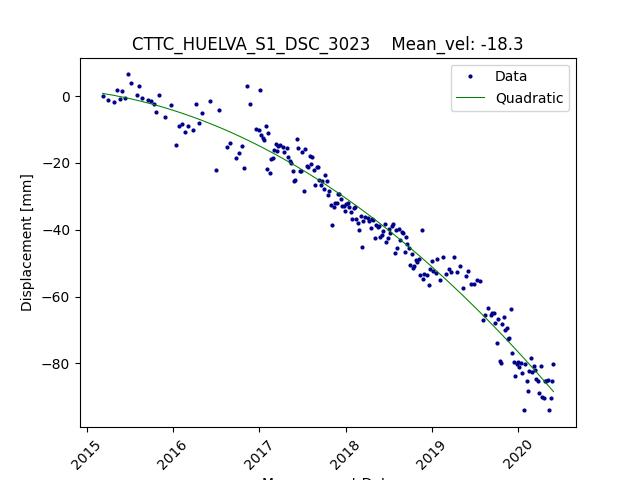 CTTC_HUELVA_S1_DSC_3023    Mean_vel: -18.3
Data
Quadratic
Displacement [mm]
0
−20
−40
−60
−80
2015
2016
2017
2018
2019
2020